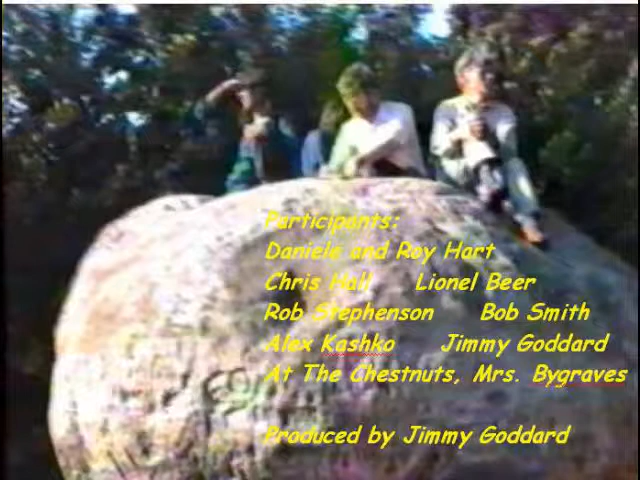 Participants:
Daniele and Roy Hart
Chris Hall Lionel Beer
Rob Stephenson Bob Smith
Alex Kashko Jimmy Goddard
At The Chestnuts, Mrs. Bygraves
Produced by Jimmy Goddard